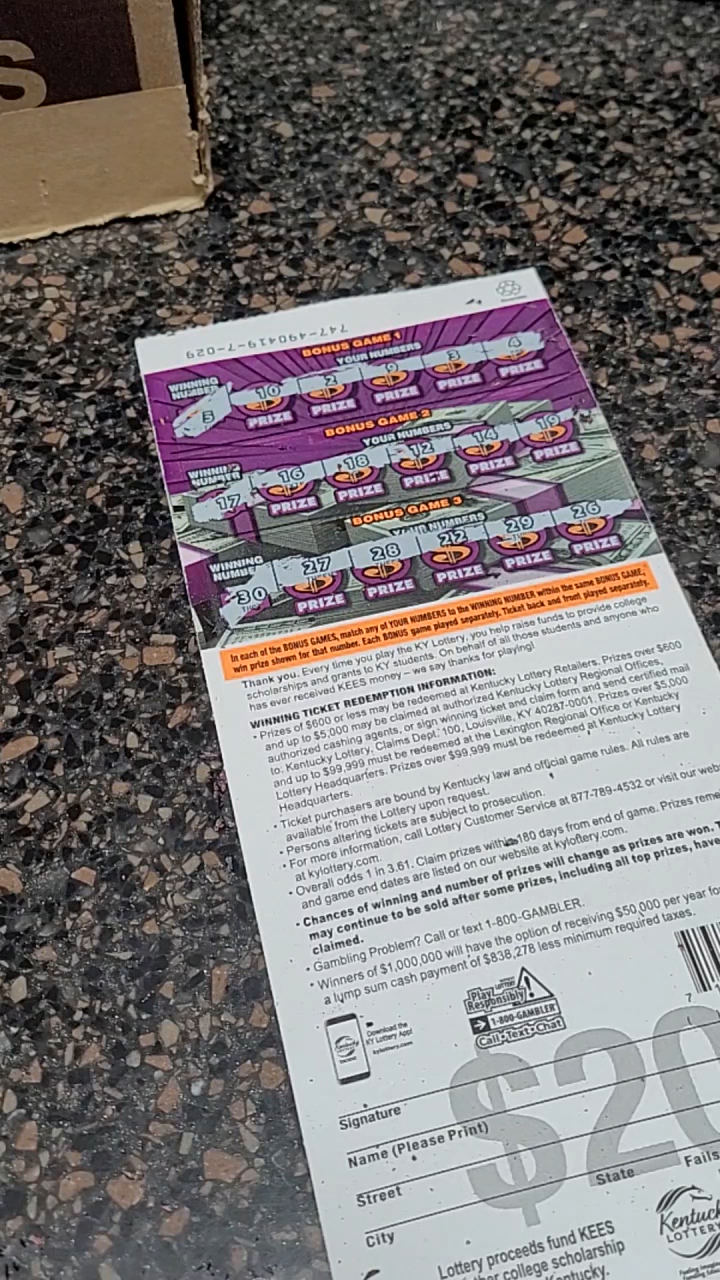 S
747-490419-7-029
BONUS GAME 1
WINNING NUMBER
YOUR NUMBERS
5
10 2 9 3 4
PRIZE PRIZE PRIZE PRIZE PRIZE
BONUS GAME 2
WINNING NUMBER
YOUR NUMBERS
17
16 18 12 14 19
PRIZE PRIZE PRIZE PRIZE PRIZE
BONUS GAME 3
WINNING NUMBE
YOUR NUMBERS
30
27 28 22 29 26
PRIZE PRIZE PRIZE PRIZE PRIZE
In each of the BONUS GAMES, match any of YOUR NUMBERS to the WINNING NUMBER within the same BONUS GAME,
win prize shown for that number. Each BONUS game played separately. Ticket back and front played separately.
Thank you. Every time you play the KY Lottery, you help raise funds to provide college
scholarships and grants to KY students. On behalf of all those students and anyone who
has ever received KEES money – we say thanks for playing!
WINNING TICKET REDEMPTION INFORMATION:
• Prizes of $600 or less may be redeemed at Kentucky Lottery Retailers. Prizes over $600
and up to $5,000 may be claimed at authorized Kentucky Lottery Regional Offices,
authorized cashing agents, or sign winning ticket and claim form and send certified mail
to: Kentucky Lottery, Claims Dept. 100, Louisville, KY 40287-0001. Prizes over $5,000
and up to $99,999 must be redeemed at the Lexington Regional Office or Kentucky
Lottery Headquarters. Prizes over $99,999 must be redeemed at Kentucky Lottery
Headquarters.
• Ticket purchasers are bound by Kentucky law and official game rules. All rules are
available from the Lottery upon request.
• Persons altering tickets are subject to prosecution.
• For more information, call Lottery Customer Service at 877-789-4532 or visit our web
at kylottery.com.
• Overall odds 1 in 3.61. Claim prizes within 180 days from end of game. Prizes rem
and game end dates are listed on our website at kylottery.com.
• Chances of winning and number of prizes will change as prizes are won.
may continue to be sold after some prizes, including all top prizes, have
claimed.
• Gambling Problem? Call or text 1-800-GAMBLER.
• Winners of $1,000,000 will have the option of receiving $50,000 per year for
a lump sum cash payment of $838,278 less minimum required taxes.
Download the
KY Lottery App!
kylottery.com
Play
Responsibly
1-800-GAMBLER
Call•Text•Chat
7
$20
Signature
Name (Please Print)
Street
State
City
Lottery proceeds fund KEES
her college scholarship
Kentucky.
Kentucky
LOTTERY